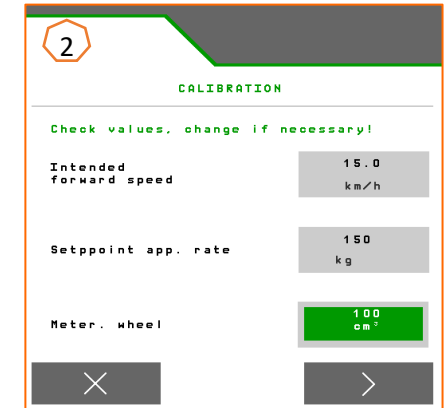 2
CALIBRATION
Check values, change if necessary!
Intended
forward speed
15.0
km/h
Setppoint app. rate
150
kg
Meter. wheel
100
cm³